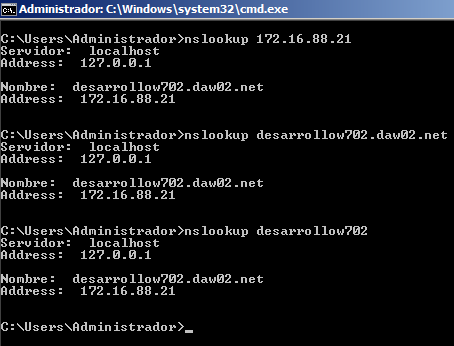 Administrador: C:\Windows\system32\cmd.exe
C:\Users\Administrador>nslookup 172.16.88.21
Servidor:  localhost
Address:  127.0.0.1
Nombre:  desarrollow702.daw02.net
Address:  172.16.88.21
C:\Users\Administrador>nslookup desarrollow702.daw02.net
Servidor:  localhost
Address:  127.0.0.1
Nombre:  desarrollow702.daw02.net
Address:  172.16.88.21
C:\Users\Administrador>nslookup desarrollow702
Servidor:  localhost
Address:  127.0.0.1
Nombre:  desarrollow702.daw02.net
Address:  172.16.88.21
C:\Users\Administrador>_